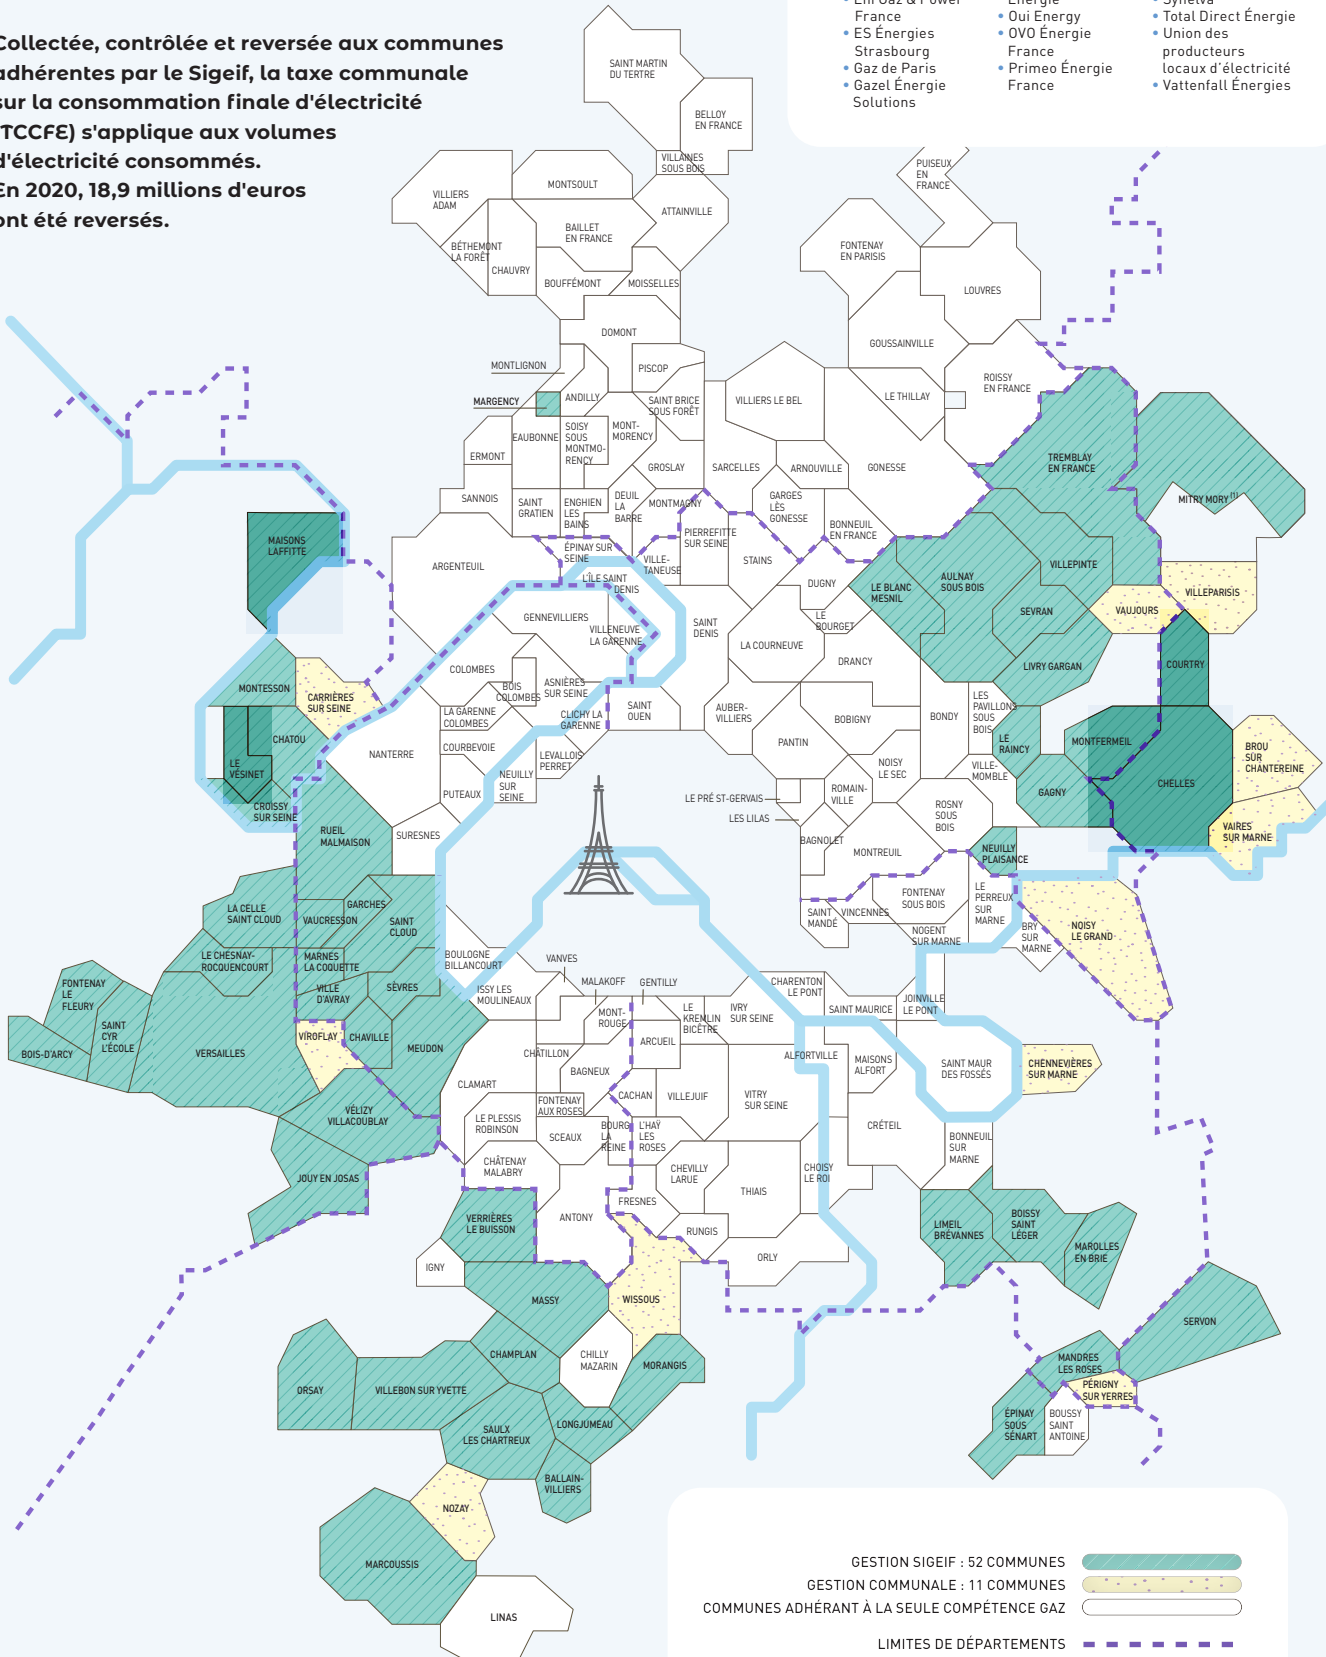 Collectée, contrôlée et reversée aux communes
adhérentes par le Sigeif, la taxe communale
sur la consommation finale d'électricité
(TCCFE) s'applique aux volumes
d'électricité consommés.
En 2020, 18,9 millions d'euros
ont été reversés.
• Eni Gaz & Power
France
• ES Énergies
Strasbourg
• Gaz de Paris
• Gazel Énergie
Solutions
Énergie
• Oui Energy
• OVO Énergie
France
• Primeo Énergie
France
• Synelva
• Total Direct Énergie
• Union des
producteurs
locaux d'électricité
• Vattenfall Énergies
SAINT MARTIN
DU TERTRE
BELLOY
EN FRANCE
VILLAINES
SOUS BOIS
PUISEUX
EN
FRANCE
VILLIERS
ADAM
MONTSOULT
ATTAINVILLE
BAILLET
EN FRANCE
BÉTHEMONT
LA FORÊT
CHAUVRY
BOUFFÉMONT
MOISSELLES
FONTENAY
EN PARISIS
LOUVRES
DOMONT
GOUSSAINVILLE
MONTLIGNON
PISCOP
ROISSY
EN FRANCE
MARGENCY
ANDILLY
SAINT BRICE
SOUS FORÊT
VILLIERS LE BEL
LE THILLAY
EAUBONNE
SOISY
SOUS
MONTMO-
RENCY
MONT-
MORENCY
ERMONT
GROSLAY
SARCELLES
ARNOUVILLE
GONESSE
TREMBLAY
EN FRANCE
MITRY MORY (1)
SANNOIS
SAINT
GRATIEN
ENGHIEN
LES
BAINS
DEUIL
LA
BARRE
MONTMAGNY
GARGES
LÈS
GONESSE
BONNEUIL
EN FRANCE
MAISONS
LAFFITTE
ARGENTEUIL
ÉPINAY SUR
SEINE
VILLE-
TANEUSE
PIERREFITTE
SUR SEINE
STAINS
L'ÎLE SAINT
DENIS
DUGNY
LE BLANC
MESNIL
AULNAY
SOUS BOIS
VILLEPINTE
SEVRAN
VAUJOURS
VILLEPARISIS
GENNEVILLIERS
VILLENEUVE
LA GARENNE
SAINT
DENIS
LE
BOURGET
LA COURNEUVE
DRANCY
LIVRY GARGAN
COURTRY
COLOMBES
BOIS
COLOMBES
ASNIÈRES
SUR SEINE
MONTESSON
CARRIÈRES
SUR SEINE
LA GARENNE
COLOMBES
CLICHY LA
GARENNE
SAINT
OUEN
AUBER-
VILLIERS
BOBIGNY
BONDY
LES
PAVILLONS
SOUS
BOIS
LE
RAINCY
MONTFERMEIL
CHATOU
NANTERRE
COURBEVOIE
LEVALLOIS
PERRET
PANTIN
NOISY
LE SEC
VILLE-
MOMBLE
BROU
SUR
CHANTEREINE
LE
VÉSINET
PUTEAUX
NEUILLY
SUR
SEINE
LE PRÉ ST-GERVAIS
ROMAIN-
VILLE
GAGNY
CHELLES
CROISSY
SUR SEINE
LES LILAS
ROSNY
SOUS
BOIS
RUEIL
MALMAISON
SURESNES
BAGNOLET
MONTREUIL
NEUILLY
PLAISANCE
VAIRES
SUR MARNE
LA CELLE
SAINT CLOUD
VAUCRESSON
GARCHES
SAINT
CLOUD
SAINT
MANDÉ
VINCENNES
FONTENAY
SOUS BOIS
LE
PERREUX
SUR
MARNE
NOGENT
SUR MARNE
BRY
SUR
MARNE
NOISY
LE GRAND
LE CHESNAY-
ROCQUENCOURT
MARNES
LA COQUETTE
BOULOGNE
BILLANCOURT
VANVES
MALAKOFF
GENTILLY
CHARENTON
LE PONT
FONTENAY
LE
FLEURY
VILLE
D'AVRAY
SÈVRES
ISSY LES
MOULINEAUX
MONT-
ROUGE
LE
KREMLIN
BICÊTRE
IVRY
SUR SEINE
SAINT MAURICE
JOINVILLE
LE PONT
SAINT
CYR
L'ÉCOLE
BOIS-D'ARCY
VERSAILLES
VIROFLAY
CHAVILLE
MEUDON
CHÂTILLON
ARCUEIL
ALFORTVILLE
MAISONS
ALFORT
SAINT MAUR
DES FOSSÉS
CHENNEVIÈRES
SUR MARNE
CLAMART
BAGNEUX
CACHAN
VILLEJUIF
VITRY
SUR SEINE
VÉLIZY
VILLACOUBLAY
FONTENAY
AUX ROSES
LE PLESSIS
ROBINSON
SCEAUX
BOURG
LA
REINE
L'HAŸ
LES
ROSES
CRÉTEIL
BONNEUIL
SUR
MARNE
JOUY EN JOSAS
CHÂTENAY
MALABRY
CHEVILLY
LARUE
THIAIS
CHOISY
LE ROI
VERRIÈRES
LE BUISSON
ANTONY
FRESNES
RUNGIS
LIMEIL
BRÉVANNES
BOISSY
SAINT
LÉGER
MAROLLES
EN BRIE
IGNY
ORLY
MASSY
WISSOUS
SERVON
CHAMPLAN
CHILLY
MAZARIN
MORANGIS
MANDRES
LES ROSES
ORSAY
VILLEBON SUR YVETTE
PÉRIGNY
SUR YERRES
SAULX
LES CHARTREUX
LONGJUMEAU
ÉPINAY
SOUS
SÉNART
BOUSSY
SAINT
ANTOINE
BALLAIN-
VILLIERS
NOZAY
MARCOUSSIS
LINAS
GESTION SIGEIF : 52 COMMUNES
GESTION COMMUNALE : 11 COMMUNES
COMMUNES ADHÉRANT À LA SEULE COMPÉTENCE GAZ
LIMITES DE DÉPARTEMENTS